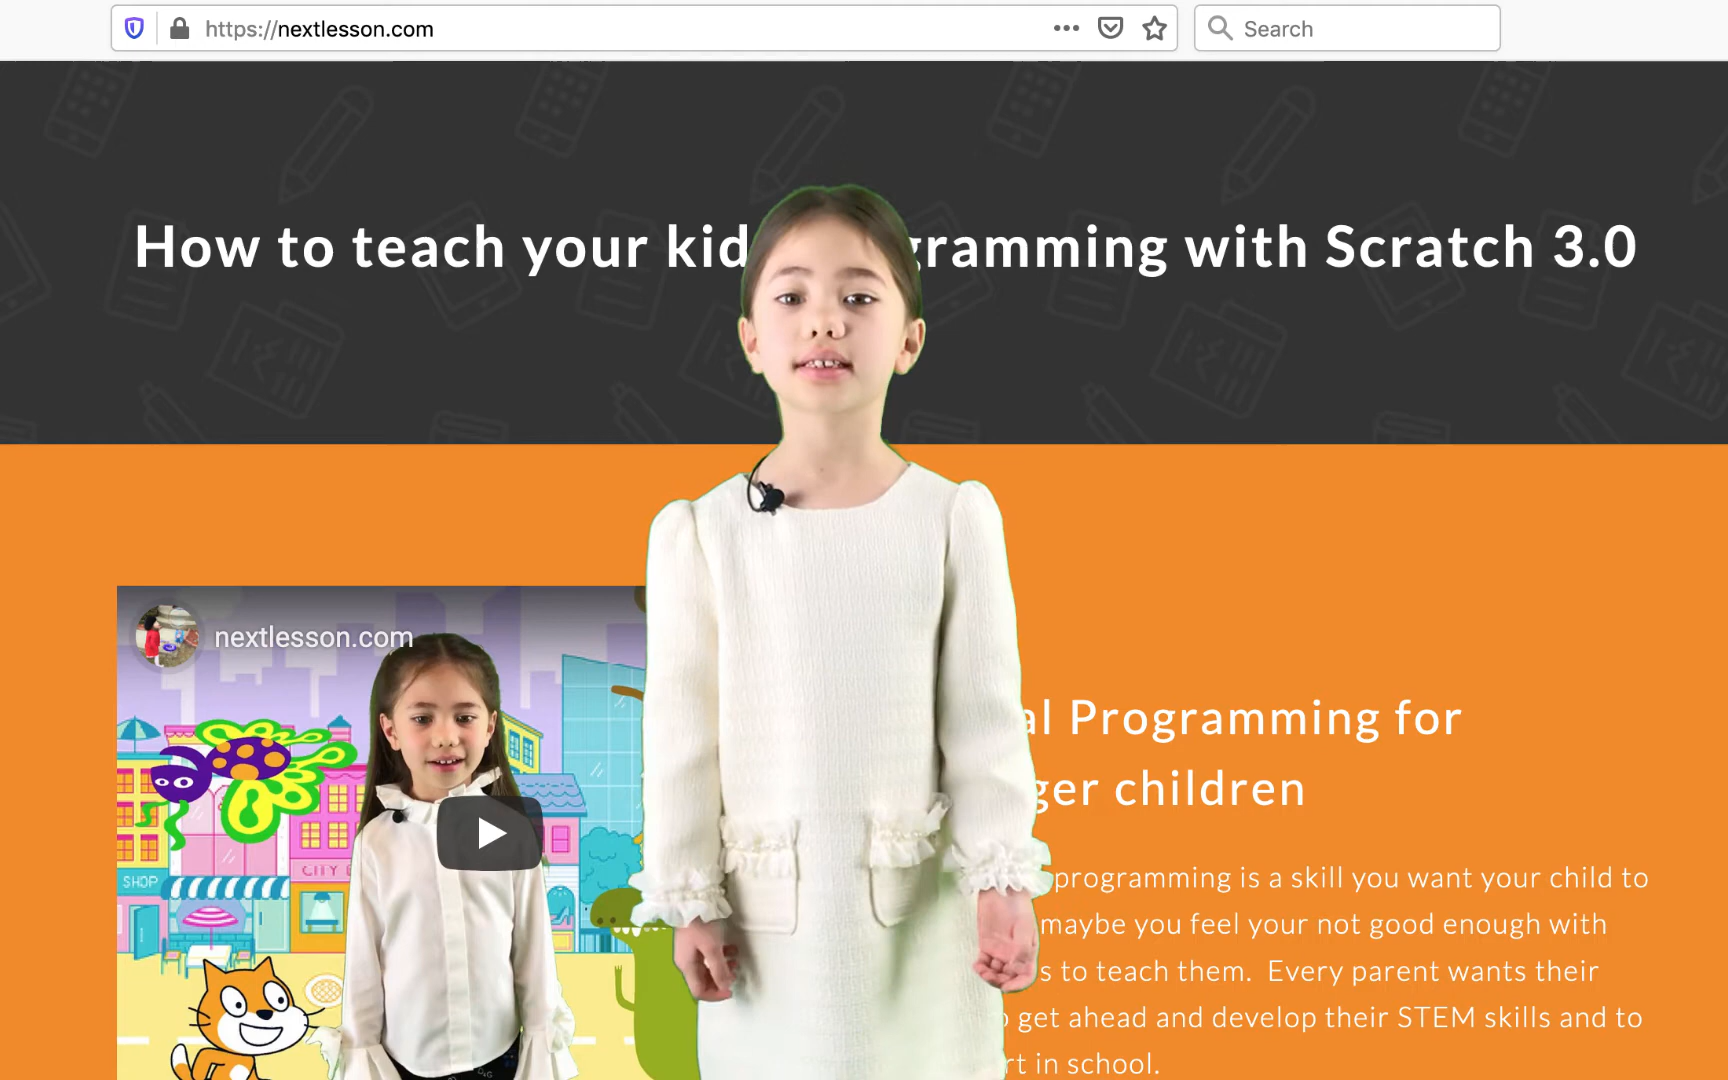 https://nextlesson.com
Search
How to teach your kid gramming with Scratch 3.0
nextlesson.com
al Programming for
ger children
SHOP
CITY
programming is a skill you want your child to
maybe you feel your not good enough with
s to teach them. Every parent wants their
get ahead and develop their STEM skills and to
rt in school.